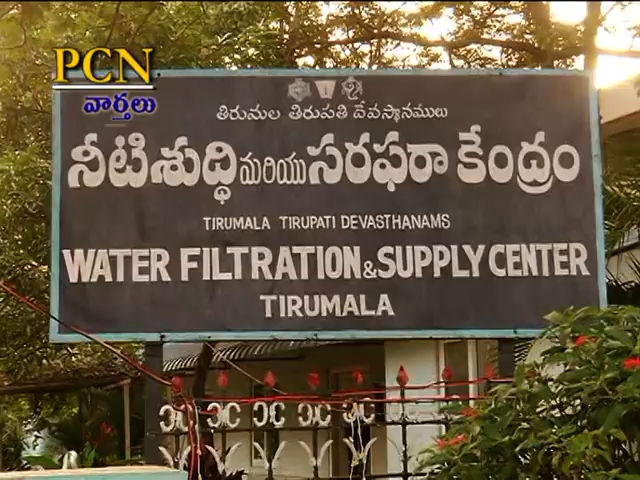 PCN
వార్తలు
తిరుమల తిరుపతి దేవస్థానములు
నీటిశుద్ధి మరియు సరఫరా కేంద్రం
TIRUMALA TIRUPATI DEVASTHANAMS
WATER FILTRATION & SUPPLY CENTER
TIRUMALA